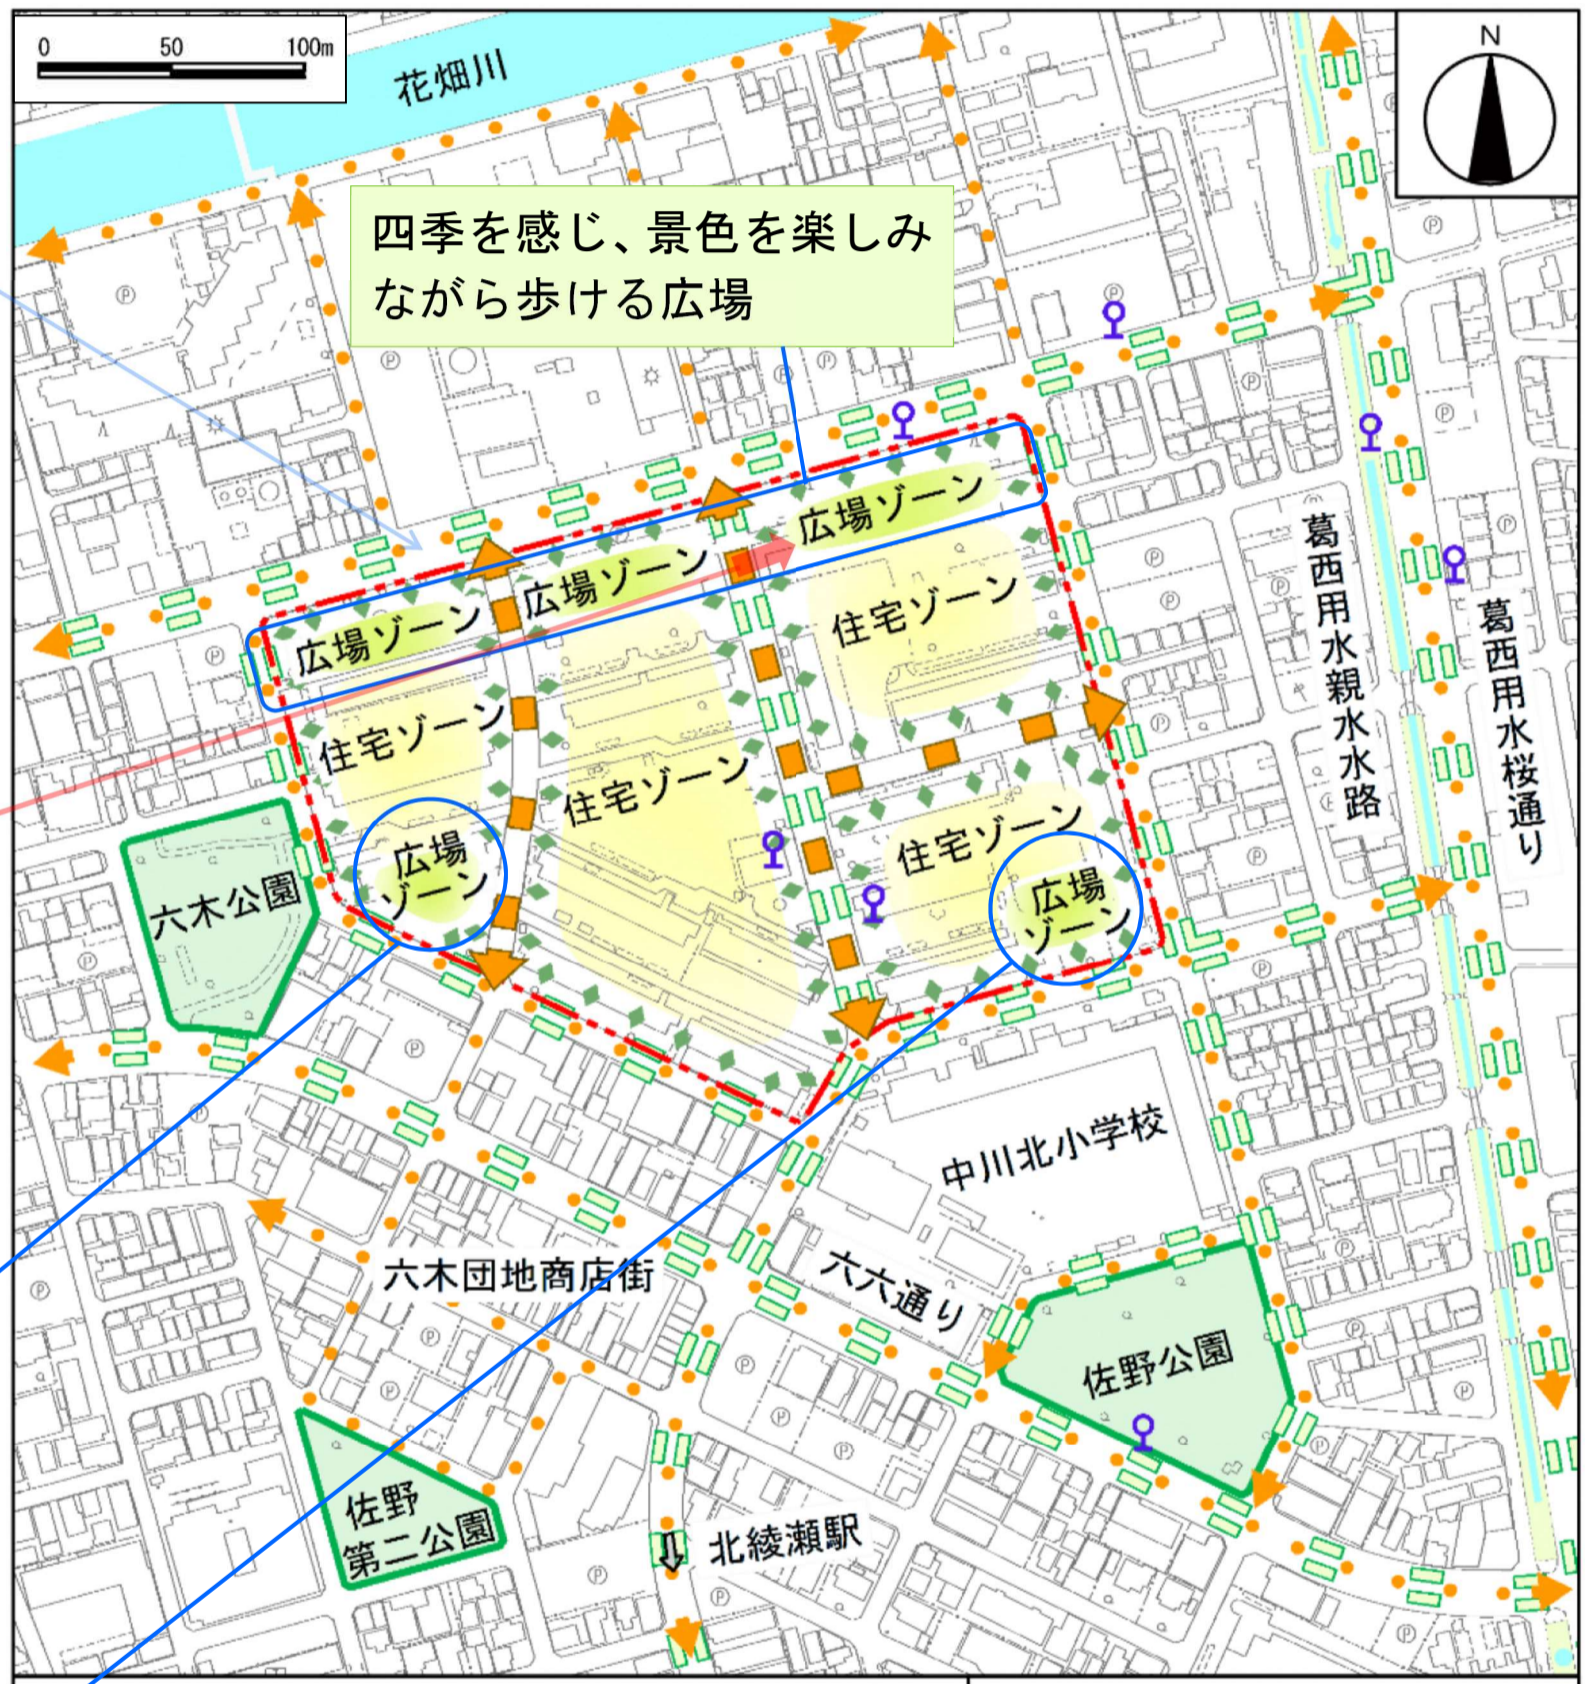 0 50 100m
N
花畑川
四季を感じ、景色を楽しみ
ながら歩ける広場
広場ゾーン
広場ゾーン
広場ゾーン
住宅ゾーン
住宅ゾーン
住宅ゾーン
住宅ゾーン
広場
ゾーン
広場
ゾーン
葛西用水親水水路
葛西用水桜通り
六木公園
中川北小学校
六木団地商店街
六六通り
佐野公園
佐野
第二公園
北綾瀬駅